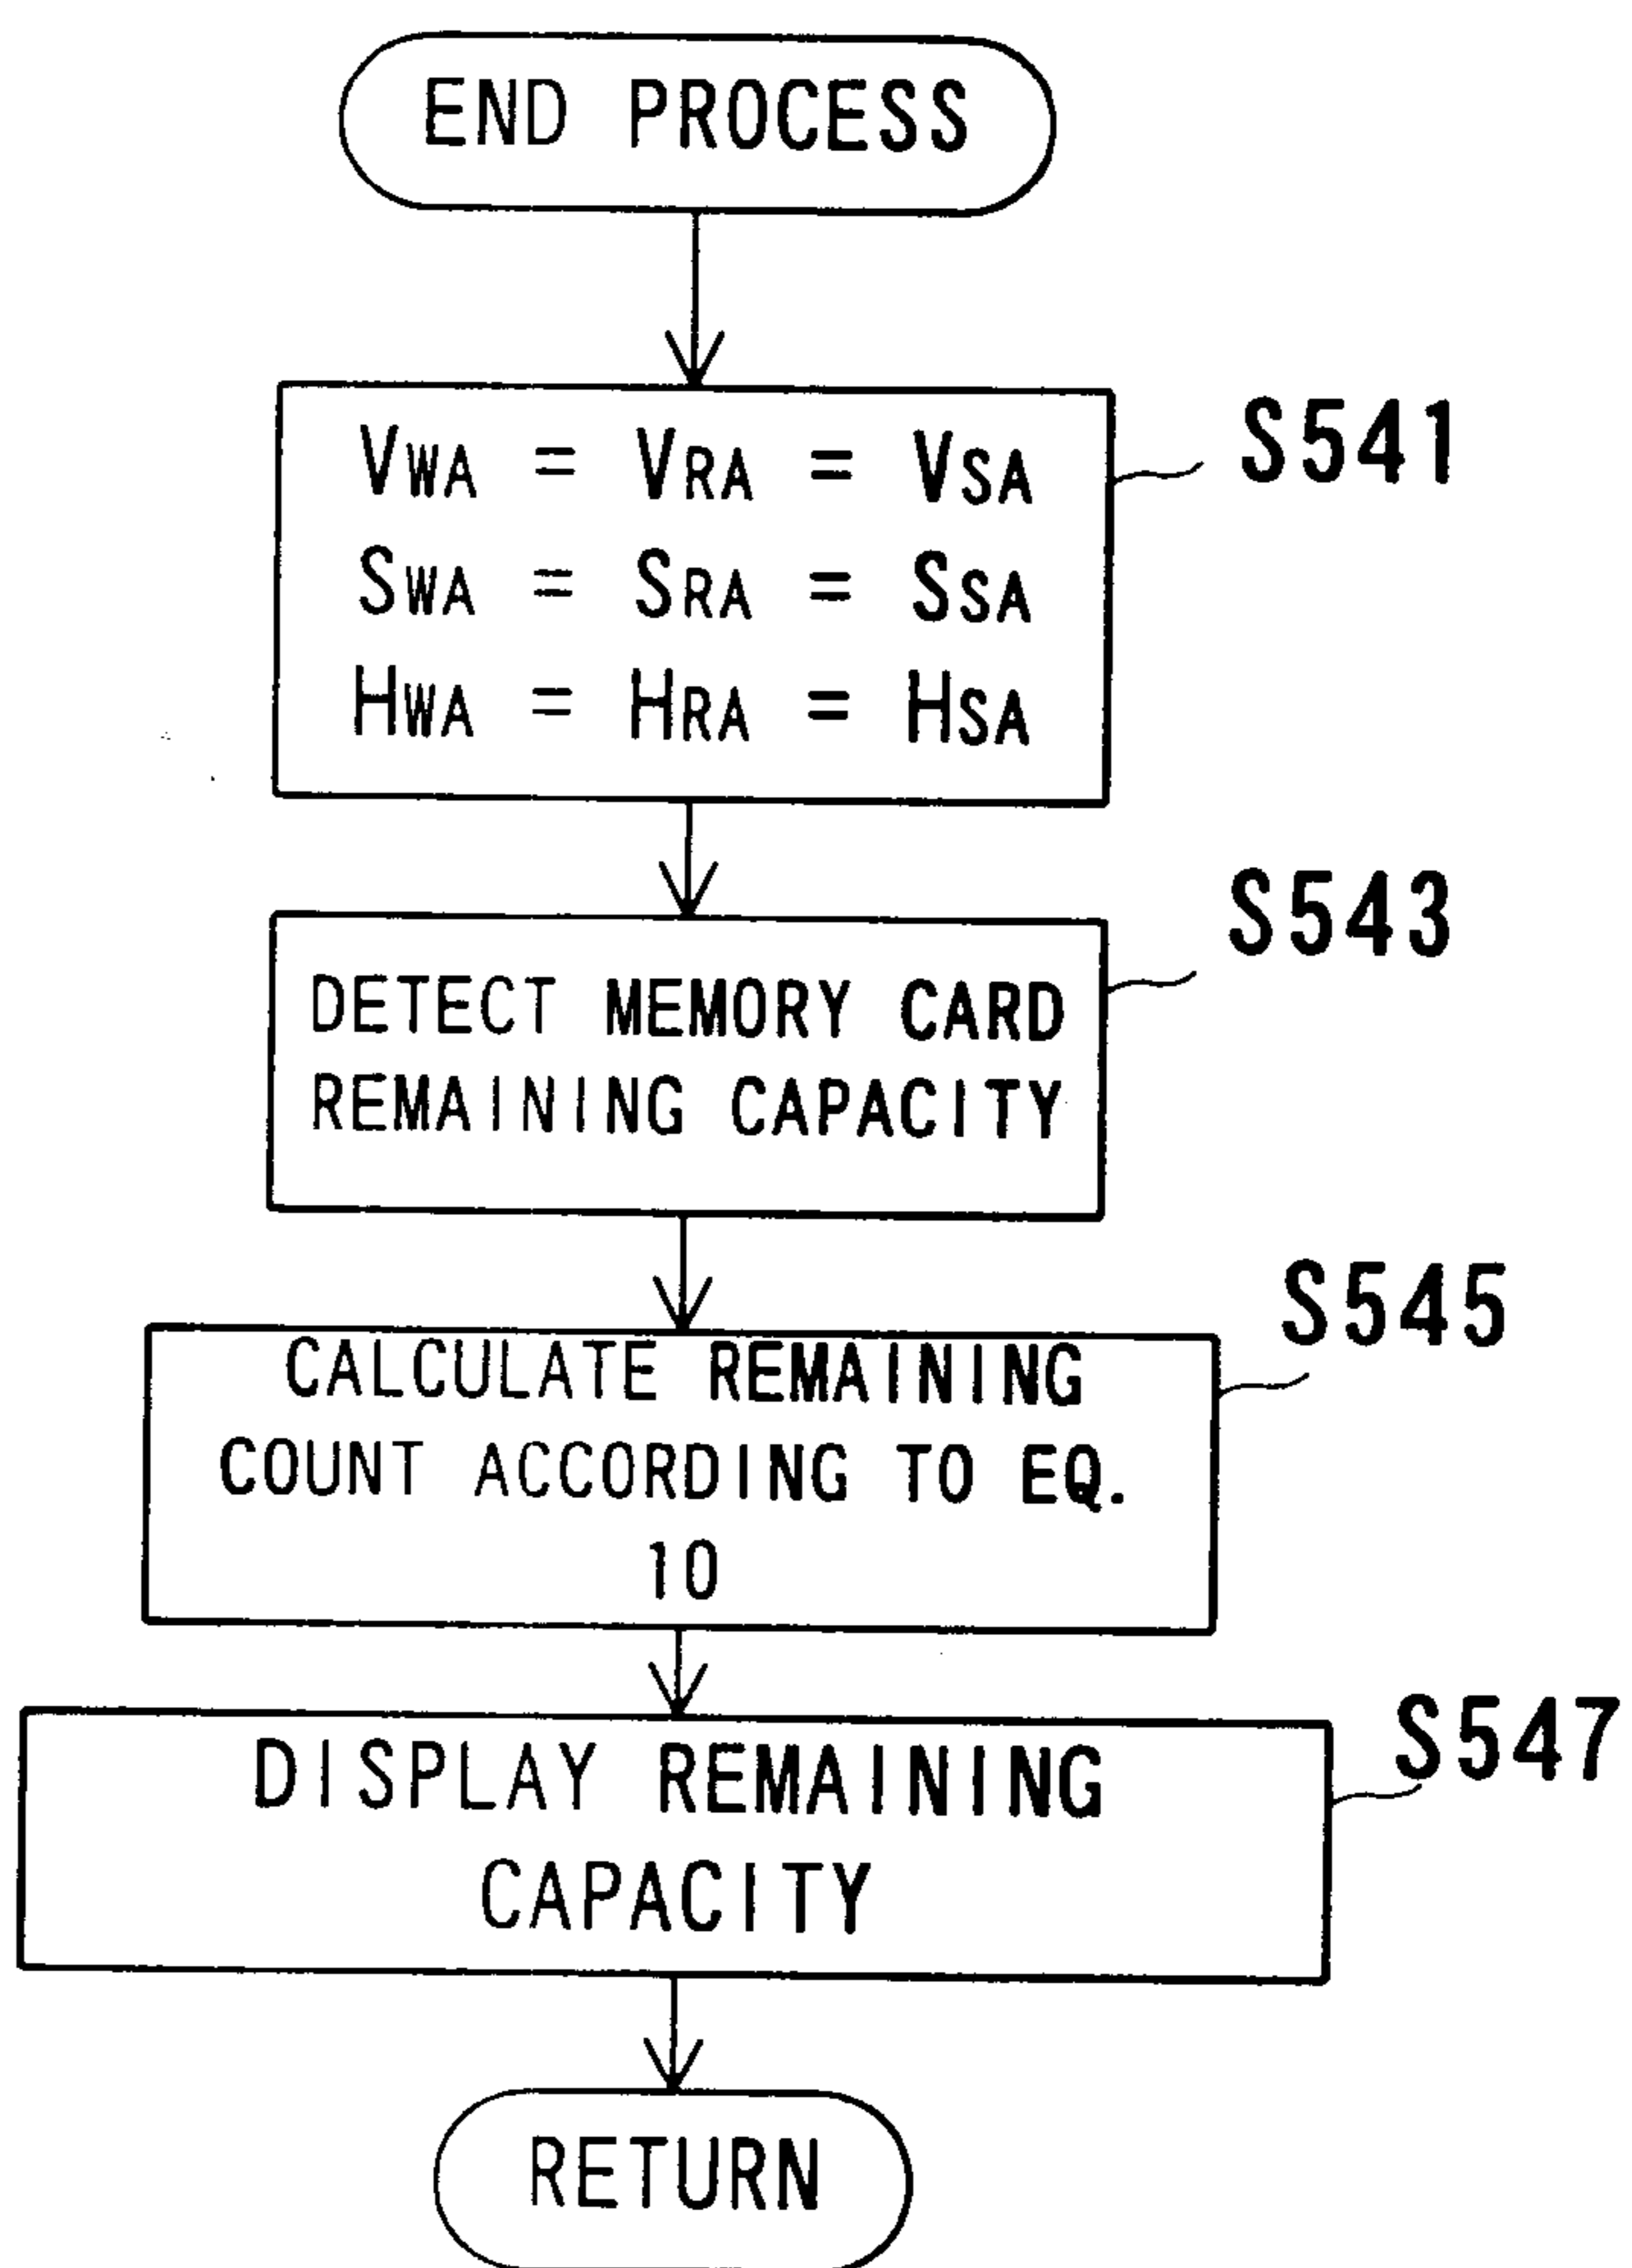 END PROCESS
VWA = VRA = VSA
S541
SWA = SRA = SSA
HWA = HRA = HSA
S543
DETECT MEMORY CARD
REMAINING CAPACITY
S545
CALCULATE REMAINING
COUNT ACCORDING TO EQ.
10
S547
DISPLAY REMAINING
CAPACITY
RETURN